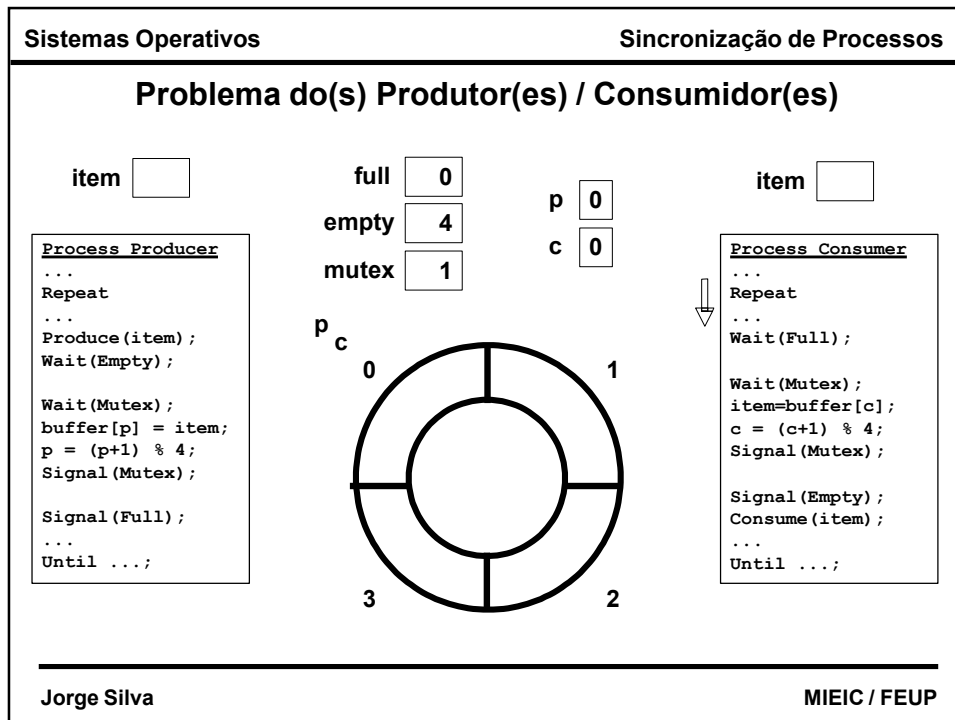 Sistemas Operativos
Sincronização de Processos
Problema do(s) Produtor(es) / Consumidor(es)
item
full 0
empty 4
mutex 1
p 0
c 0
item
Process Producer
...
Repeat
...
Produce(item);
Wait(Empty);
Wait(Mutex);
buffer[p] = item;
p = (p+1) % 4;
Signal(Mutex);
Signal(Full);
...
Until ...;
p
c
0
1
3
2
Process Consumer
...
Repeat
...
Wait(Full);
Wait(Mutex);
item=buffer[c];
c = (c+1) % 4;
Signal(Mutex);
Signal(Empty);
Consume(item);
...
Until ...;
Jorge Silva
MIEIC / FEUP